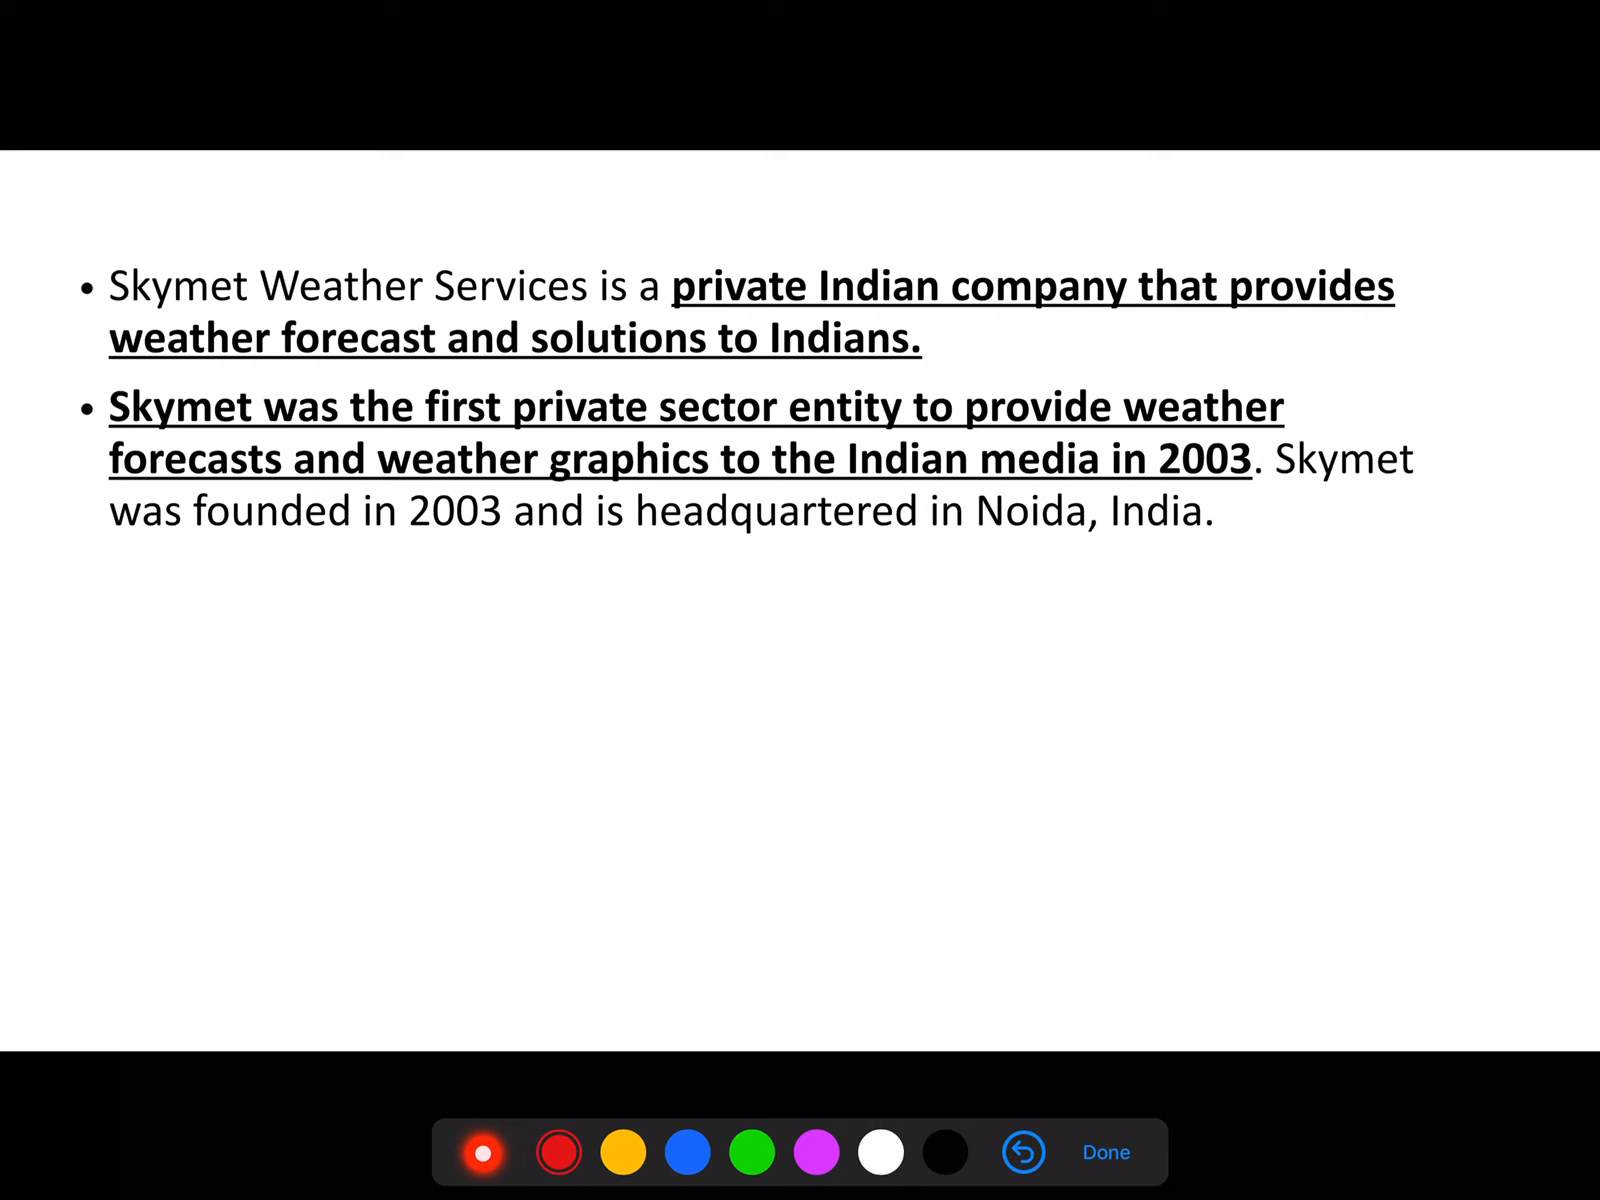 • Skymet Weather Services is a private Indian company that provides
weather forecast and solutions to Indians.
• Skymet was the first private sector entity to provide weather
forecasts and weather graphics to the Indian media in 2003. Skymet
was founded in 2003 and is headquartered in Noida, India.
Done